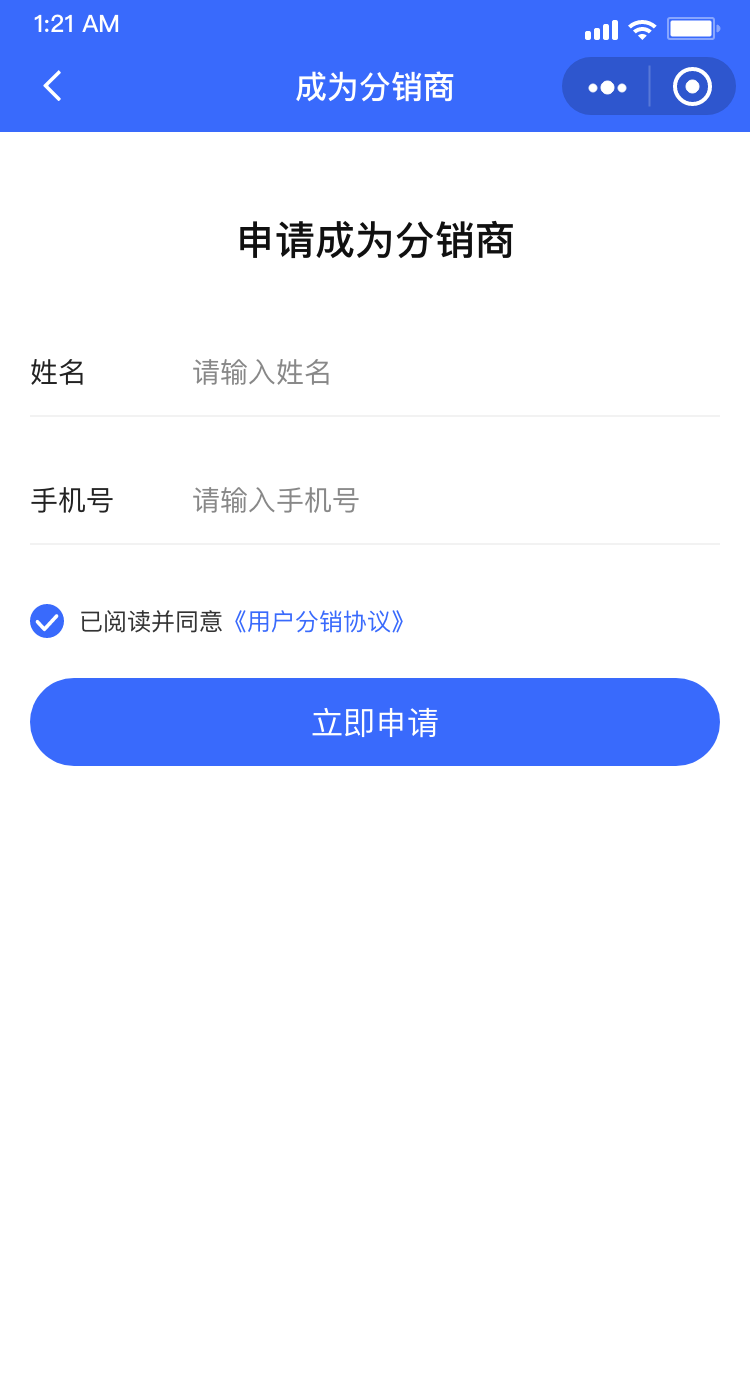 1:21 AM
成为分销商
申请成为分销商
姓名 请输入姓名
手机号 请输入手机号
已阅读并同意《用户分销协议》
立即申请